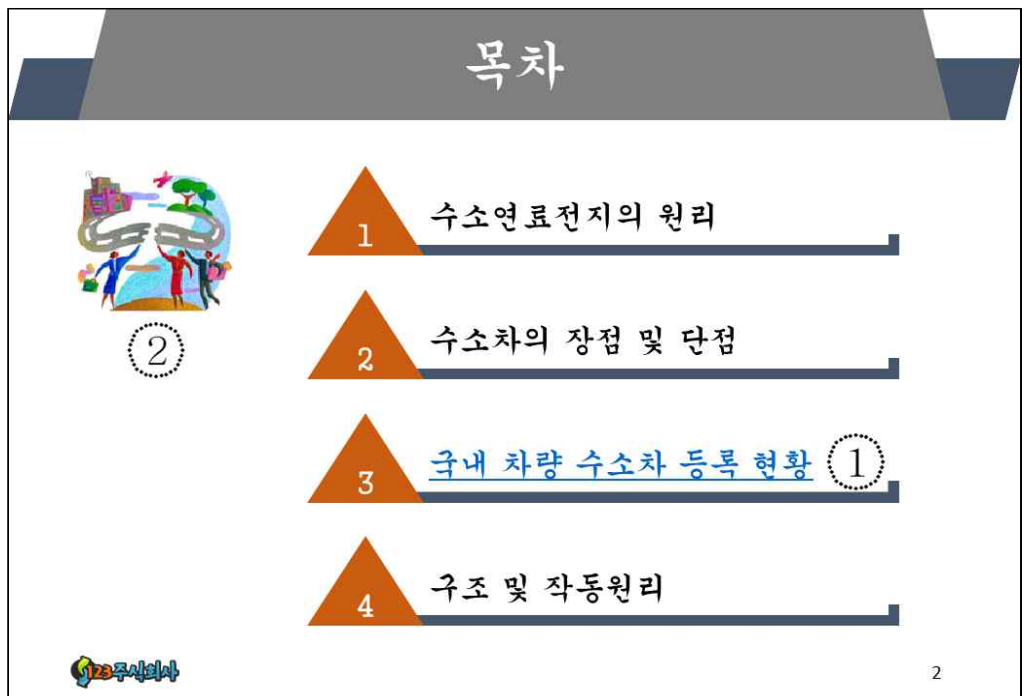 목차
1 수소연료전지의 원리
②
2 수소차의 장점 및 단점
3 국내 차량 수소차 등록 현황 ①
4 구조 및 작동원리
123주식회사
2